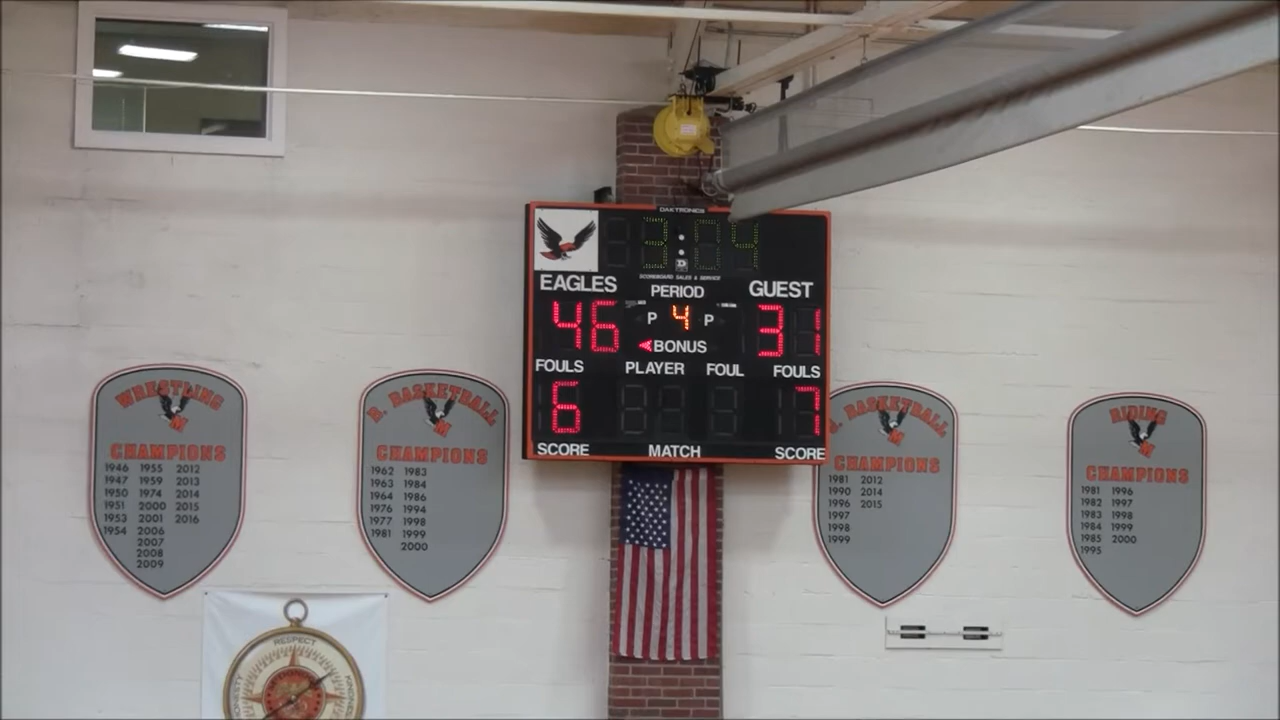 DAKTRONICS
3:04
SCOREBOARD SALES & SERVICE
EAGLES PERIOD GUEST
46 P 4 P 31
BONUS
FOULS PLAYER FOUL FOULS
6 7
SCORE MATCH SCORE
WRESTLING
M
CHAMPIONS
1946 1955 2012
1947 1959 2013
1950 1974 2014
1951 2000 2015
1953 2001 2016
1954 2006
2007
2008
2009
B. BASKETBALL
M
CHAMPIONS
1962 1983
1963 1984
1964 1986
1976 1994
1977 1998
1981 1999
2000
BASKETBALL
M
CHAMPIONS
1981 2012
1990 2014
1996 2015
1997
1998
1999
RIDING
M
CHAMPIONS
1981 1996
1982 1997
1983 1998
1984 1999
1985 2000
1995
RESPECT